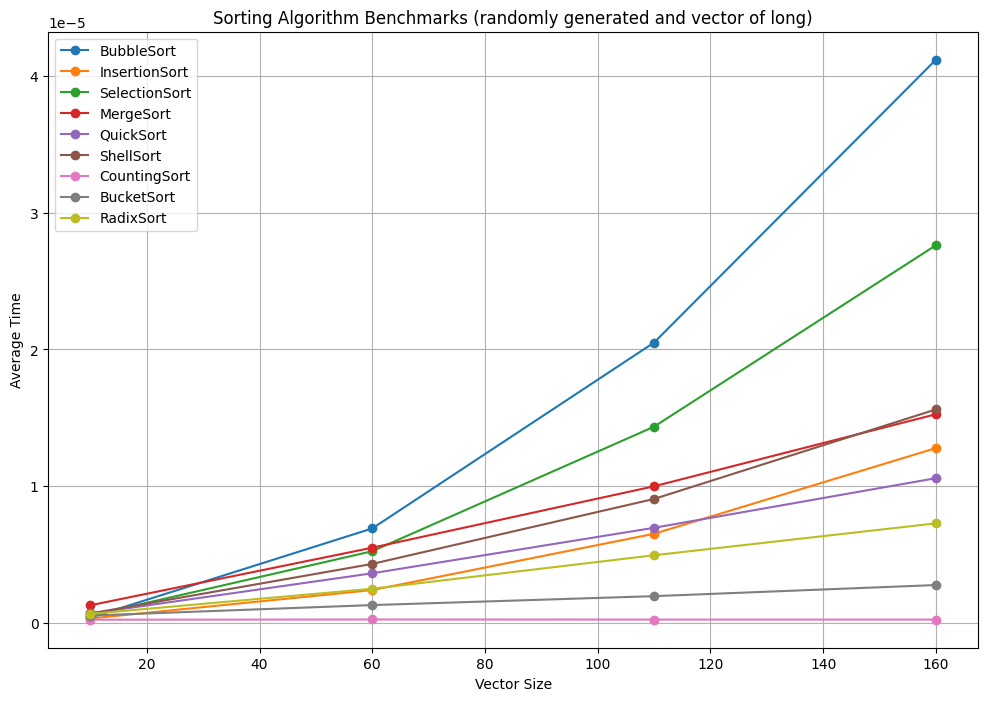 Sorting Algorithm Benchmarks (randomly generated and vector of long)
1e−5
BubbleSort
InsertionSort
SelectionSort
MergeSort
QuickSort
ShellSort
CountingSort
BucketSort
RadixSort
Average Time
4
3
2
1
0
20 40 60 80 100 120 140 160
Vector Size